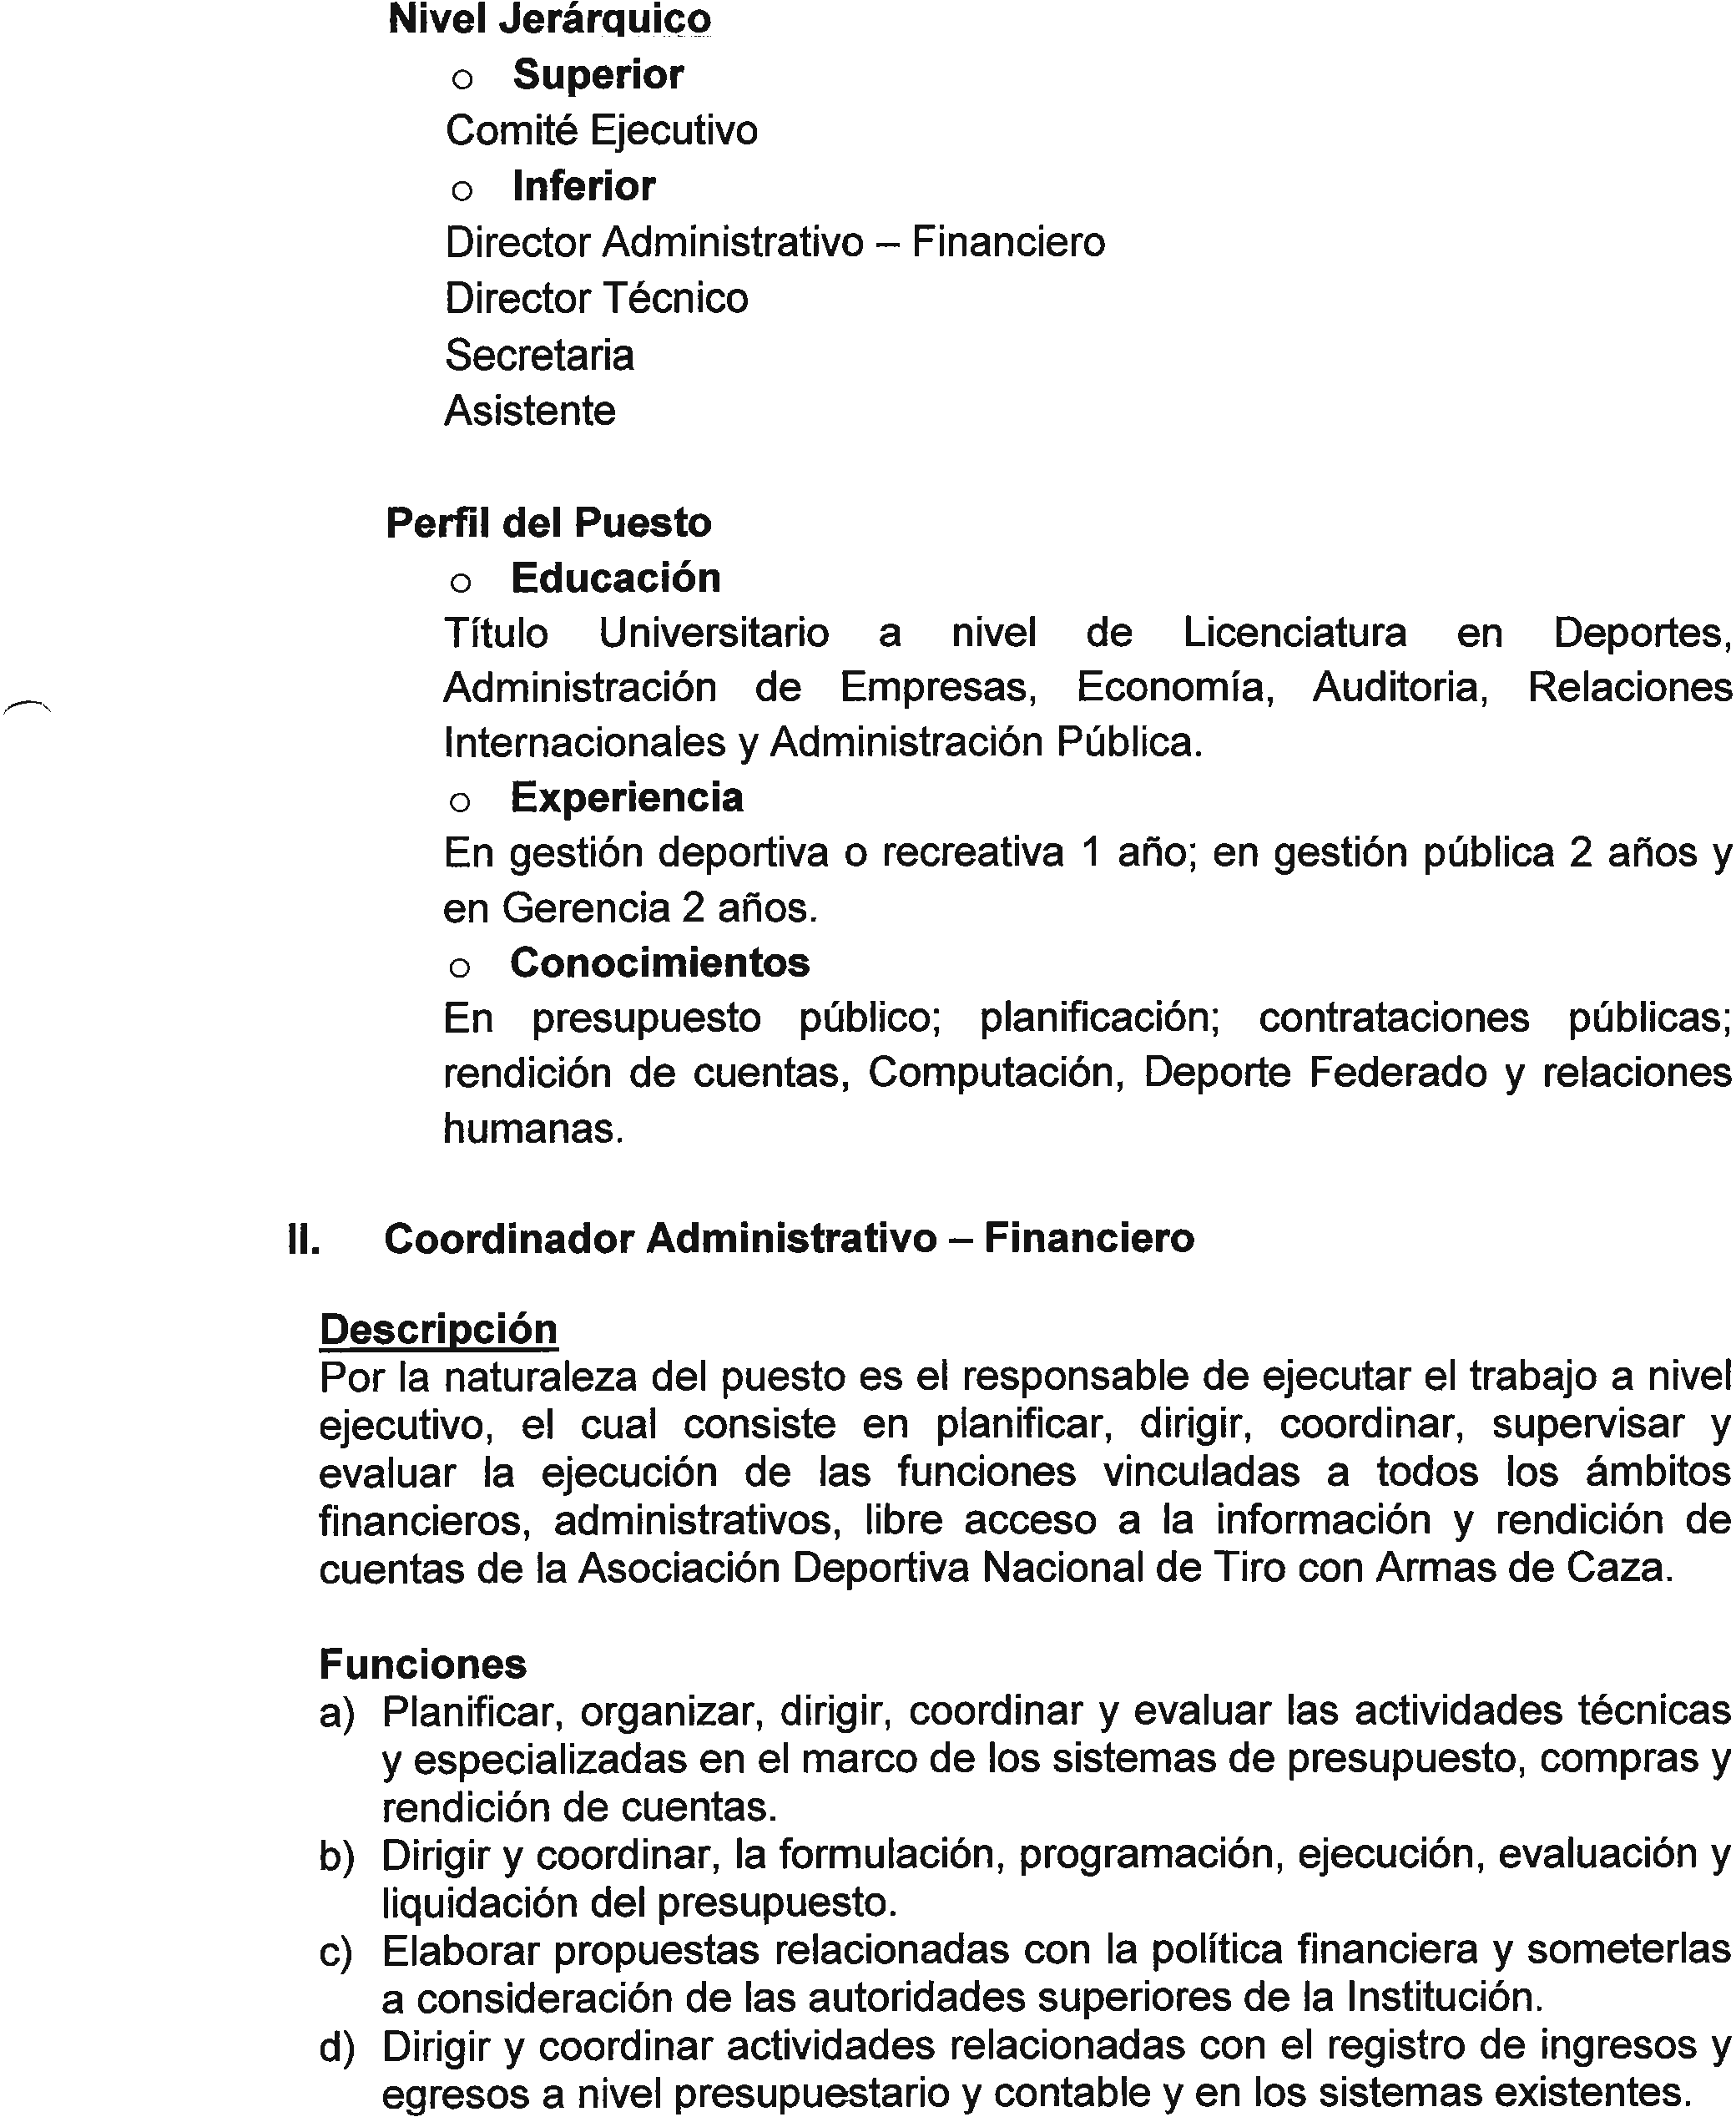 Nivel Jerárquico
o Superior
Comité Ejecutivo
o Inferior
Director Administrativo – Financiero
Director Técnico
Secretaria
Asistente
Perfil del Puesto
o Educación
Título Universitario a nivel de Licenciatura en Deportes,
Administración de Empresas, Economía, Auditoria, Relaciones
Internacionales y Administración Pública.
o Experiencia
En gestión deportiva o recreativa 1 año; en gestión pública 2 años y
en Gerencia 2 años.
o Conocimientos
En presupuesto público; planificación; contrataciones públicas;
rendición de cuentas, Computación, Deporte Federado y relaciones
humanas.
II. Coordinador Administrativo – Financiero
Descripción
Por la naturaleza del puesto es el responsable de ejecutar el trabajo a nivel
ejecutivo, el cual consiste en planificar, dirigir, coordinar, supervisar y
evaluar la ejecución de las funciones vinculadas a todos los ámbitos
financieros, administrativos, libre acceso a la información y rendición de
cuentas de la Asociación Deportiva Nacional de Tiro con Armas de Caza.
Funciones
a) Planificar, organizar, dirigir, coordinar y evaluar las actividades técnicas
y especializadas en el marco de los sistemas de presupuesto, compras y
rendición de cuentas.
b) Dirigir y coordinar, la formulación, programación, ejecución, evaluación y
liquidación del presupuesto.
c) Elaborar propuestas relacionadas con la política financiera y someterlas
a consideración de las autoridades superiores de la Institución.
d) Dirigir y coordinar actividades relacionadas con el registro de ingresos y
egresos a nivel presupuestario y contable y en los sistemas existentes.